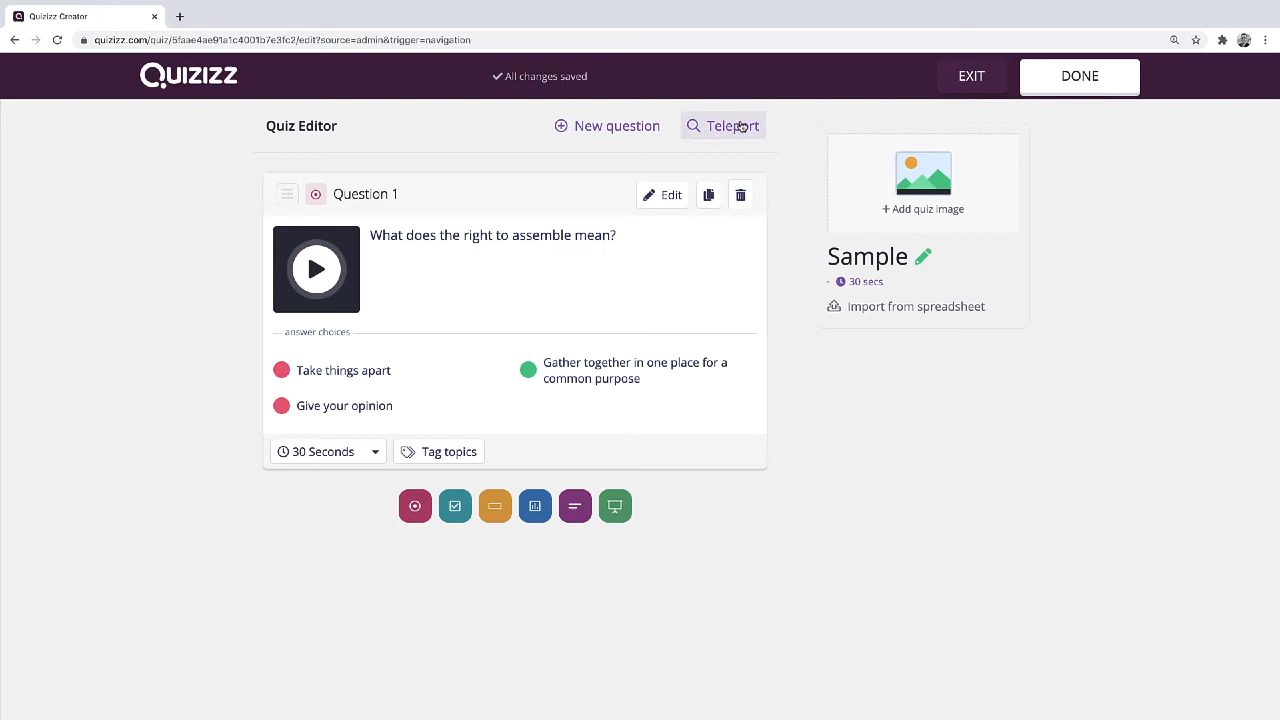 Quizizz Creator
quizizz.com/quiz/5faae4ae91a1c4001b7e3fc2/edit?source=admin&trigger=navigation
QUIZIZZ
All changes saved
EXIT
DONE
Quiz Editor
New question
Teleport
+ Add quiz image
Question 1
Edit
What does the right to assemble mean?
Sample
30 secs
Import from spreadsheet
answer choices
Take things apart
Gather together in one place for a
common purpose
Give your opinion
30 Seconds
Tag topics